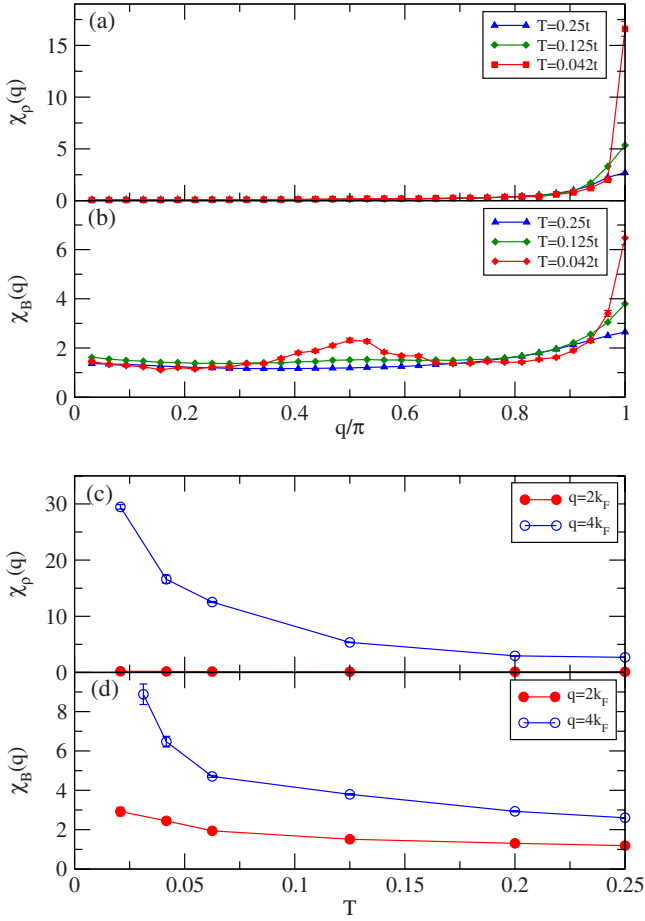 (a)
T=0.25t
T=0.125t
T=0.042t
χρ(q)
15
10
5
0
(b)
T=0.25t
T=0.125t
T=0.042t
χB(q)
6
4
2
0
0 0.2 0.4 0.6 0.8 1
q/π
(c)
q=2kF
q=4kF
χρ(q)
30
20
10
0
(d)
q=2kF
q=4kF
χB(q)
8
6
4
2
0
0 0.05 0.1 0.15 0.2 0.25
T